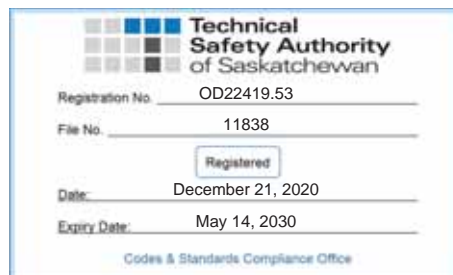 Technical
Safety Authority
of Saskatchewan
Registration No. OD22419.53
File No. 11838
Registered
Date: December 21, 2020
Expiry Date: May 14, 2030
Codes & Standards Compliance Office